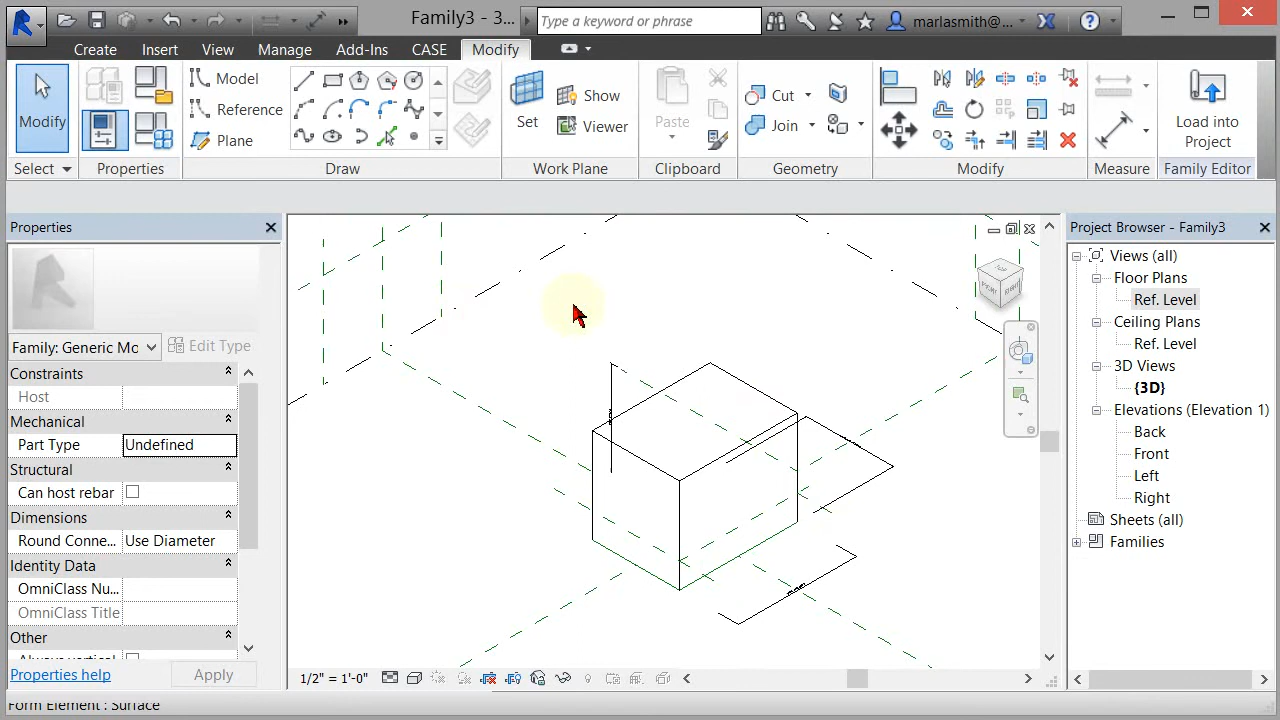 Family3 - 3...
Type a keyword or phrase
marlasmith@...
Create
Insert
View
Manage
Add-Ins
CASE
Modify
Modify
Model
Reference
Plane
Set
Show
Viewer
Paste
Cut
Join
Load into
Project
Select
Properties
Draw
Work Plane
Clipboard
Geometry
Modify
Measure
Family Editor
Properties
Family: Generic Mo
Edit Type
Constraints
Host
Mechanical
Part Type
Undefined
Structural
Can host rebar
Dimensions
Round Conne...
Use Diameter
Identity Data
OmniClass Nu...
OmniClass Title
Other
Properties help
Apply
1/2" = 1'-0"
Project Browser - Family3
Views (all)
Floor Plans
Ref. Level
Ceiling Plans
Ref. Level
3D Views
{3D}
Elevations (Elevation 1)
Back
Front
Left
Right
Sheets (all)
Families
Form Element : Surface